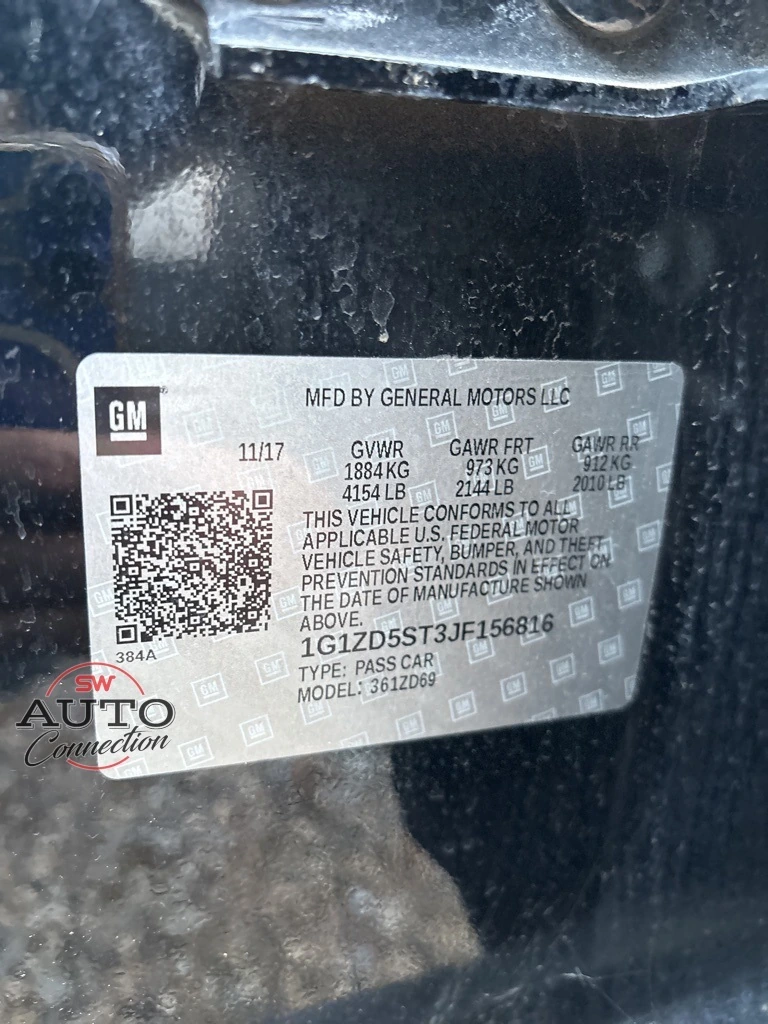 GM
MFD BY GENERAL MOTORS LLC
11/17 GVWR GAWR FRT GAWR RR
1884 KG 973 KG 912 KG
4154 LB 2144 LB 2010 LB
THIS VEHICLE CONFORMS TO ALL
APPLICABLE U.S. FEDERAL MOTOR
VEHICLE SAFETY, BUMPER, AND THEFT
PREVENTION STANDARDS IN EFFECT ON
THE DATE OF MANUFACTURE SHOWN
ABOVE.
384A
1G1ZD5ST3JF156816
TYPE: PASS CAR
MODEL: 361ZD69
SW
AUTO
Connection